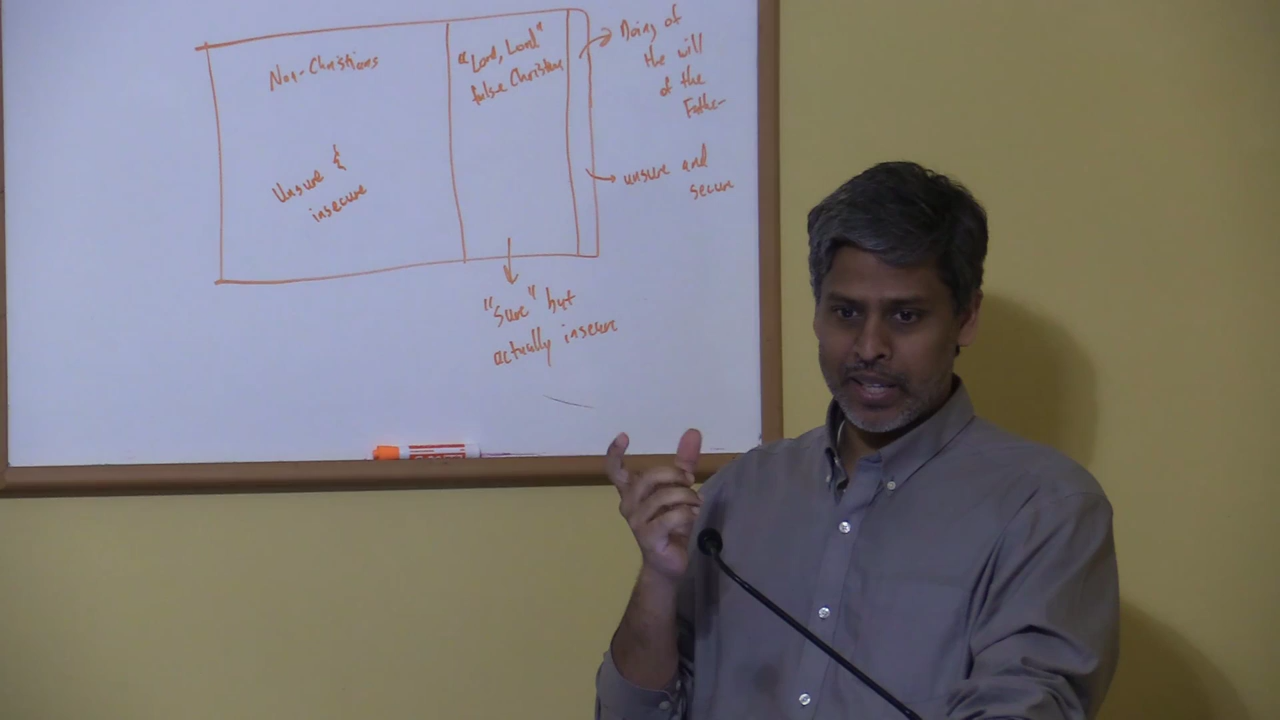 Non-Christians
Unsure &
insecure
"Lord, Lord"
false Christian
Doing of
the will
of the
Father
unsure and
secure
"Sure" but
actually insecure